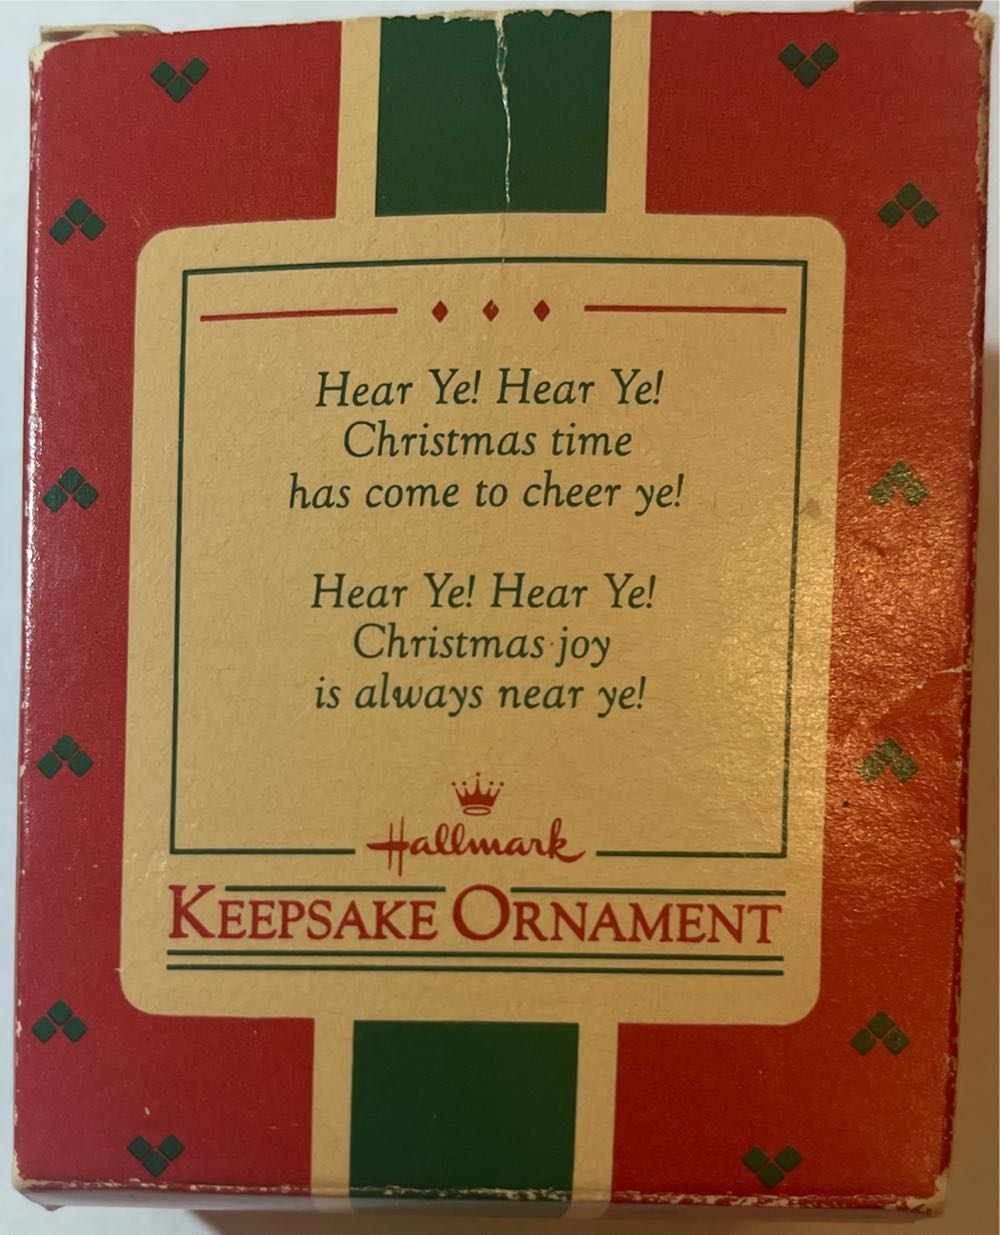 Hear Ye! Hear Ye!
Christmas time
has come to cheer ye!
Hear Ye! Hear Ye!
Christmas joy
is always near ye!
Hallmark
KEEPSAKE ORNAMENT